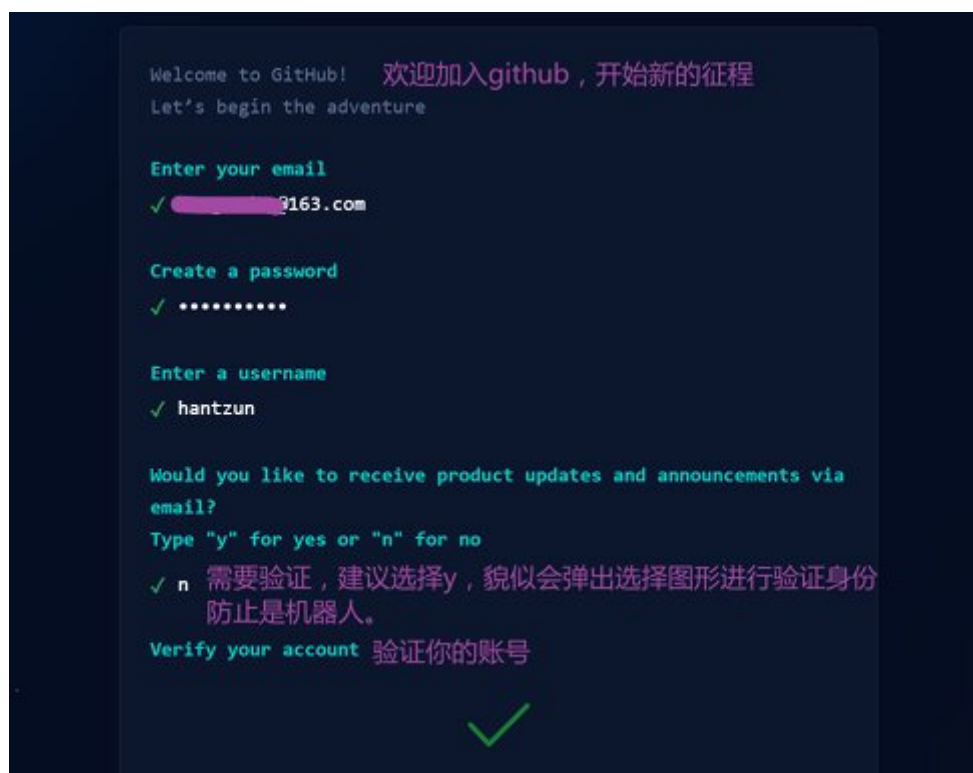 Welcome to GitHub! 欢迎加入github，开始新的征程
Let's begin the adventure
Enter your email
✓ @163.com
Create a password
✓ ••••••••••
Enter a username
✓ hantzun
Would you like to receive product updates and announcements via
email?
Type "y" for yes or "n" for no
✓ n 需要验证，建议选择y，貌似会弹出选择图形进行验证身份
防止是机器人。
Verify your account 验证你的账号